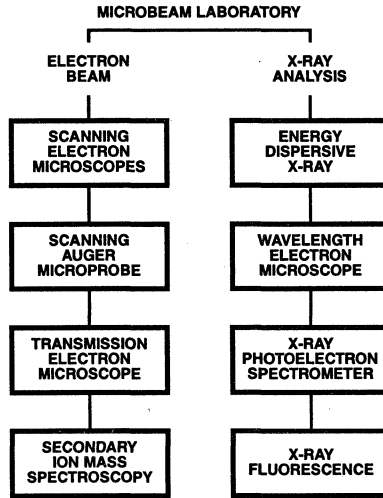 MICROBEAM LABORATORY
ELECTRON
BEAM
SCANNING
ELECTRON
MICROSCOPES
SCANNING
AUGER
MICROPROBE
TRANSMISSION
ELECTRON
MICROSCOPE
SECONDARY
ION MASS
SPECTROSCOPY
X-RAY
ANALYSIS
ENERGY
DISPERSIVE
X-RAY
WAVELENGTH
ELECTRON
MICROSCOPE
X-RAY
PHOTOELECTRON
SPECTROMETER
X-RAY
FLUORESCENCE